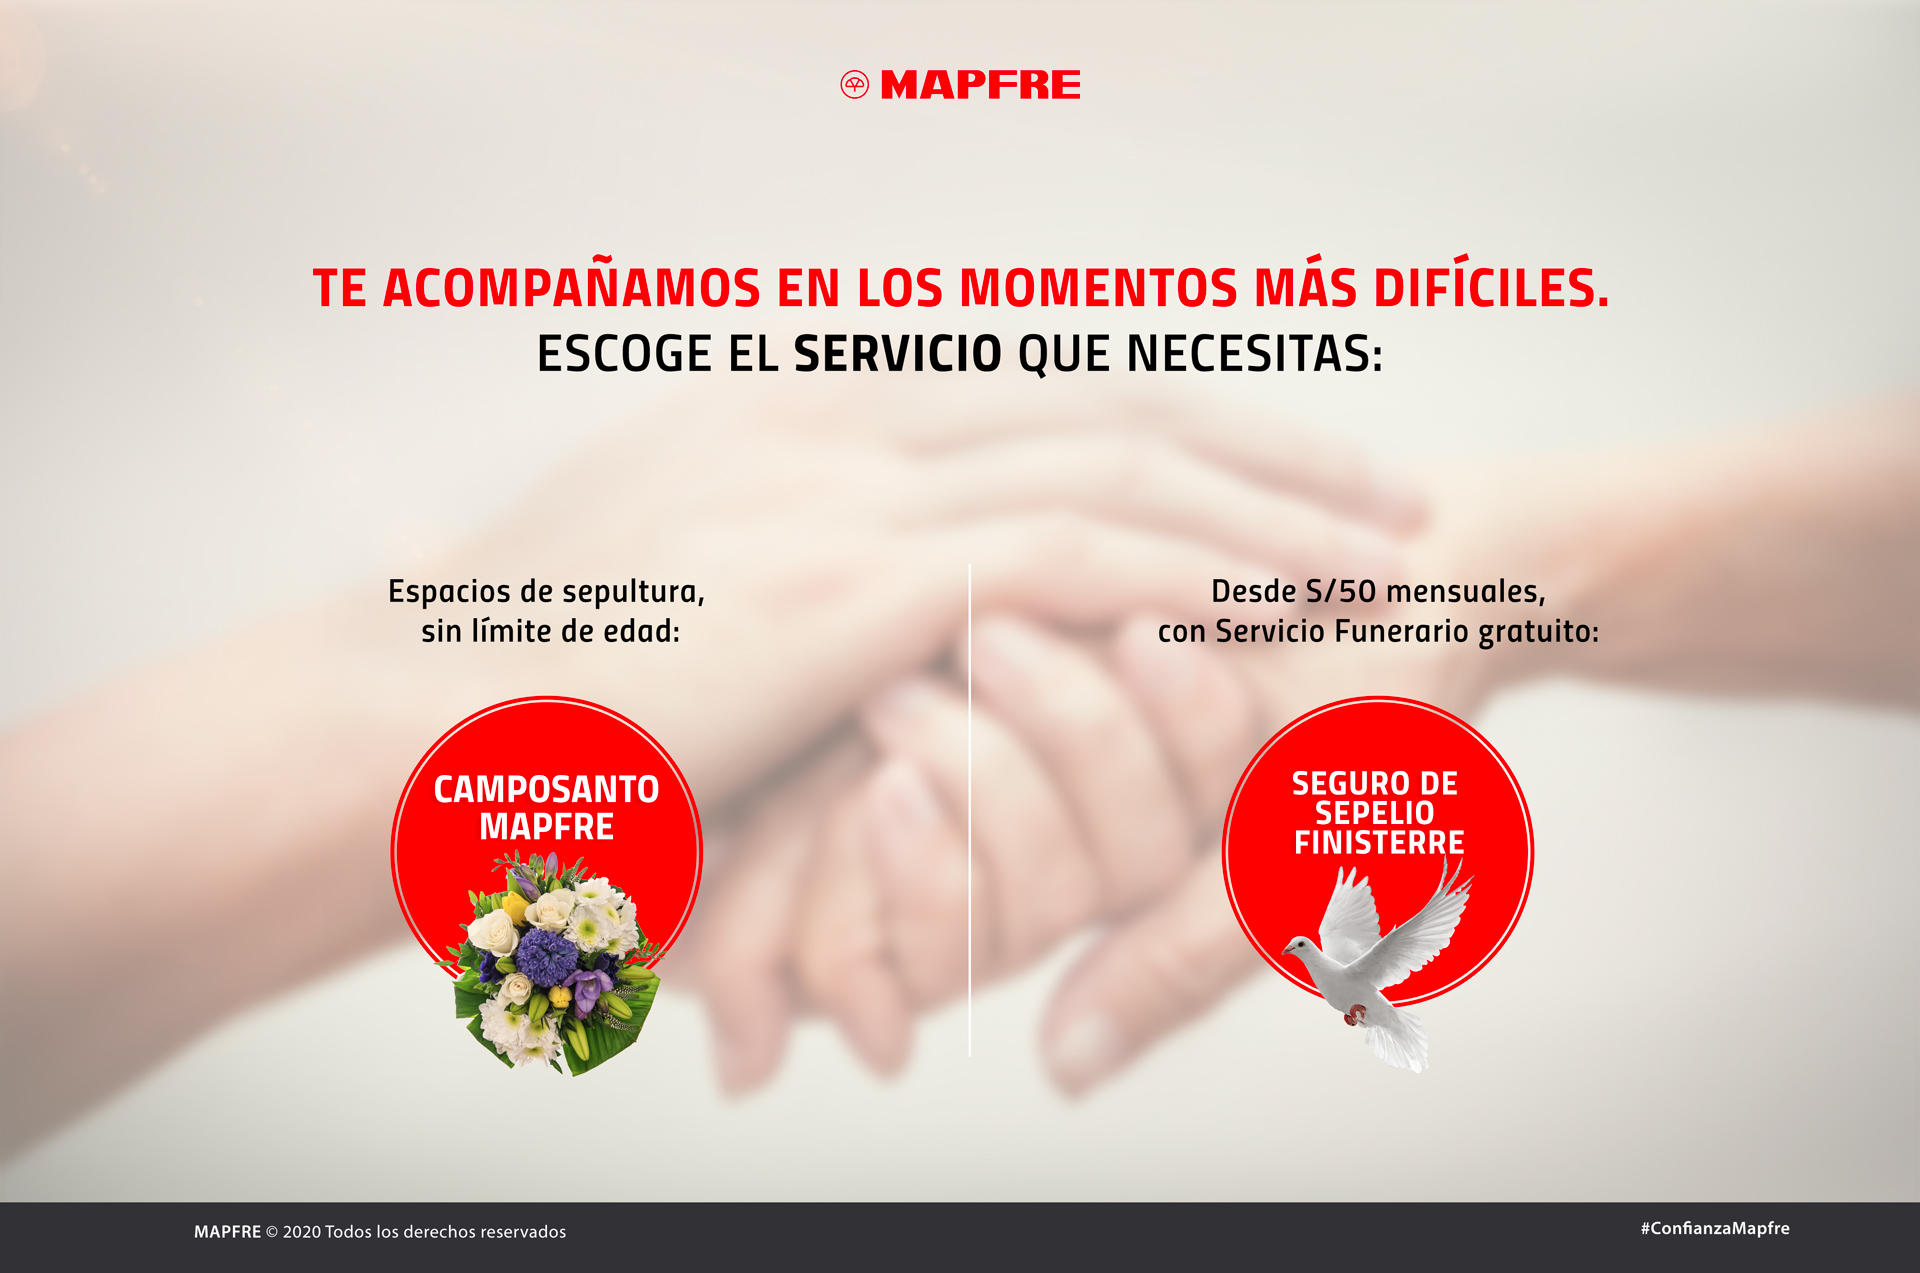 MAPFRE
TE ACOMPAÑAMOS EN LOS MOMENTOS MÁS DIFÍCILES.
ESCOGE EL SERVICIO QUE NECESITAS:
Espacios de sepultura,
sin límite de edad:
CAMPOSANTO
MAPFRE
Desde S/50 mensuales,
con Servicio Funerario gratuito:
SEGURO DE
SEPELIO
FINISTERRE
MAPFRE © 2020 Todos los derechos reservados
#ConfianzaMapfre